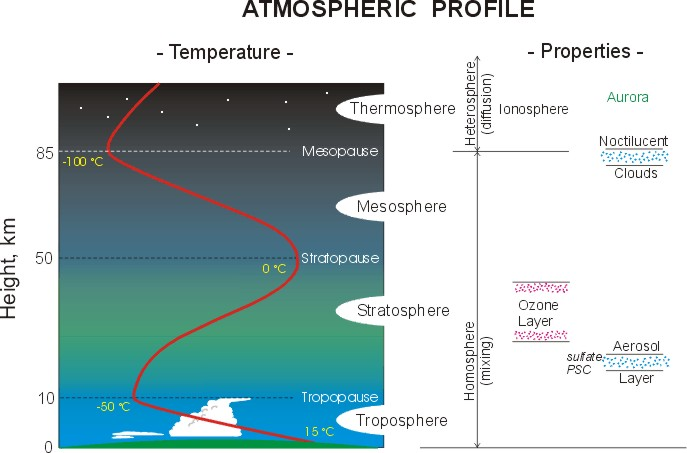 ATMOSPHERIC PROFILE
- Temperature -
- Properties -
Height, km
85
50
10
0
-100 °C
0 °C
-50 °C
15 °C
Thermosphere
Mesopause
Mesosphere
Stratopause
Stratosphere
Tropopause
Troposphere
Heterosphere
(diffusion)
Ionosphere
Aurora
Noctilucent
Clouds
Homosphere
(mixing)
Ozone
Layer
Aerosol
sulfate
PSC
Layer